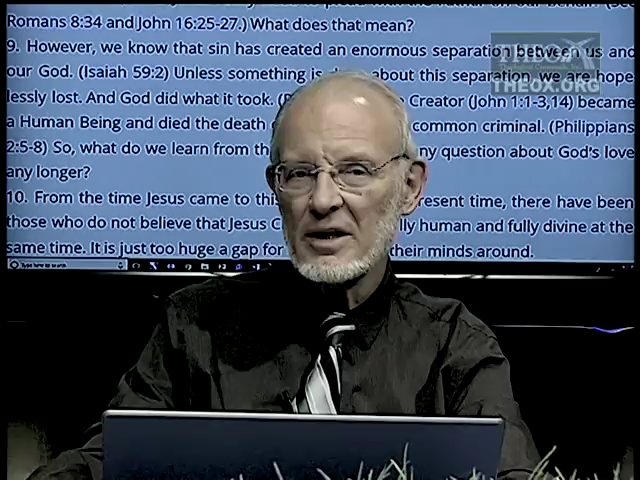 Romans 8:34 and John 16:25-27.) What does that mean?
9. However, we know that sin has created an enormous separation between us and
our God. (Isaiah 59:2) Unless something is about this separation, we are hope
lessly lost. And God did what it took. Creator (John 1:1-3,14) became
a Human Being and died the death common criminal. (Philippians
2:5-8) So, what do we learn from th ny question about God's love
any longer?
10. From the time Jesus came to this resent time, there have been
those who do not believe that Jesus C lly human and fully divine at the
same time. It is just too huge a gap for their minds around.
THEOX
THEOX.ORG